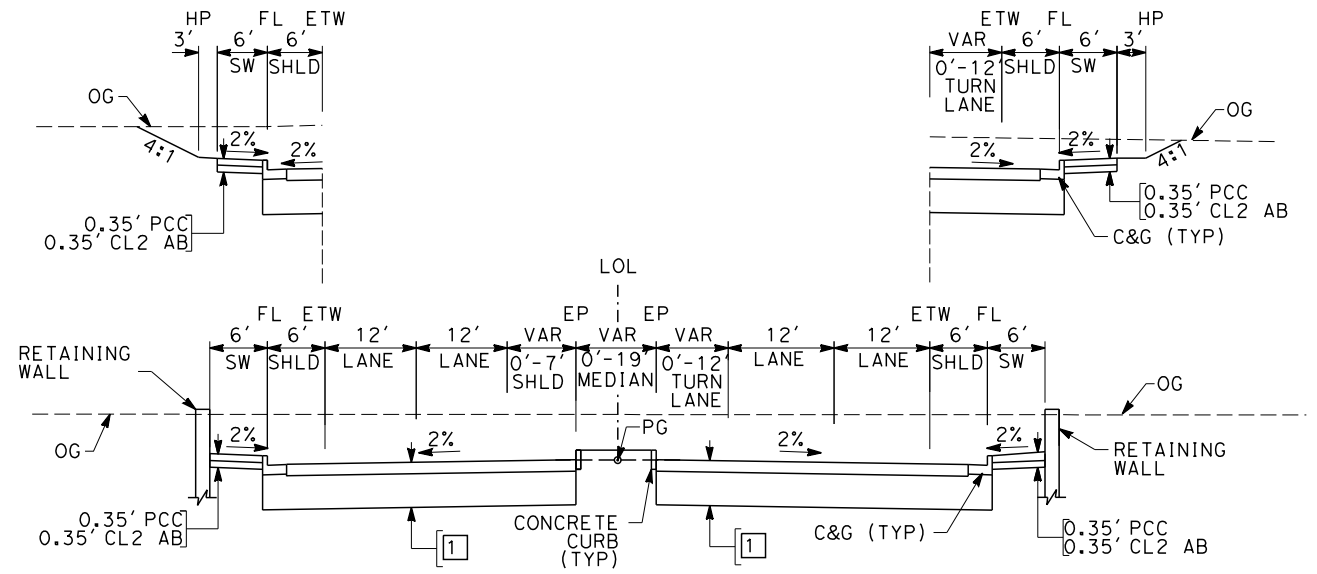 HP FL ETW
3' 6' 6'
SW SHLD
OG
4:1
2%
2%
0.35' PCC
0.35' CL2 AB
ETW FL HP
VAR 6' 6' 3'
0'-12' SHLD SW
TURN
LANE
OG
2%
2%
4:1
0.35' PCC
0.35' CL2 AB
C&G (TYP)
LOL
FL ETW EP EP ETW FL
6' 6' 12' 12' VAR VAR VAR 12' 12' 6' 6'
SW SHLD LANE LANE 0'-7' 0'-19' 0'-12' LANE LANE SHLD SW
SHLD MEDIAN TURN
LANE
RETAINING
WALL
OG
OG
PG
2%
2%
2%
2%
RETAINING
WALL
0.35' PCC
0.35' CL2 AB
1
CONCRETE
CURB
(TYP)
1
C&G (TYP)
0.35' PCC
0.35' CL2 AB